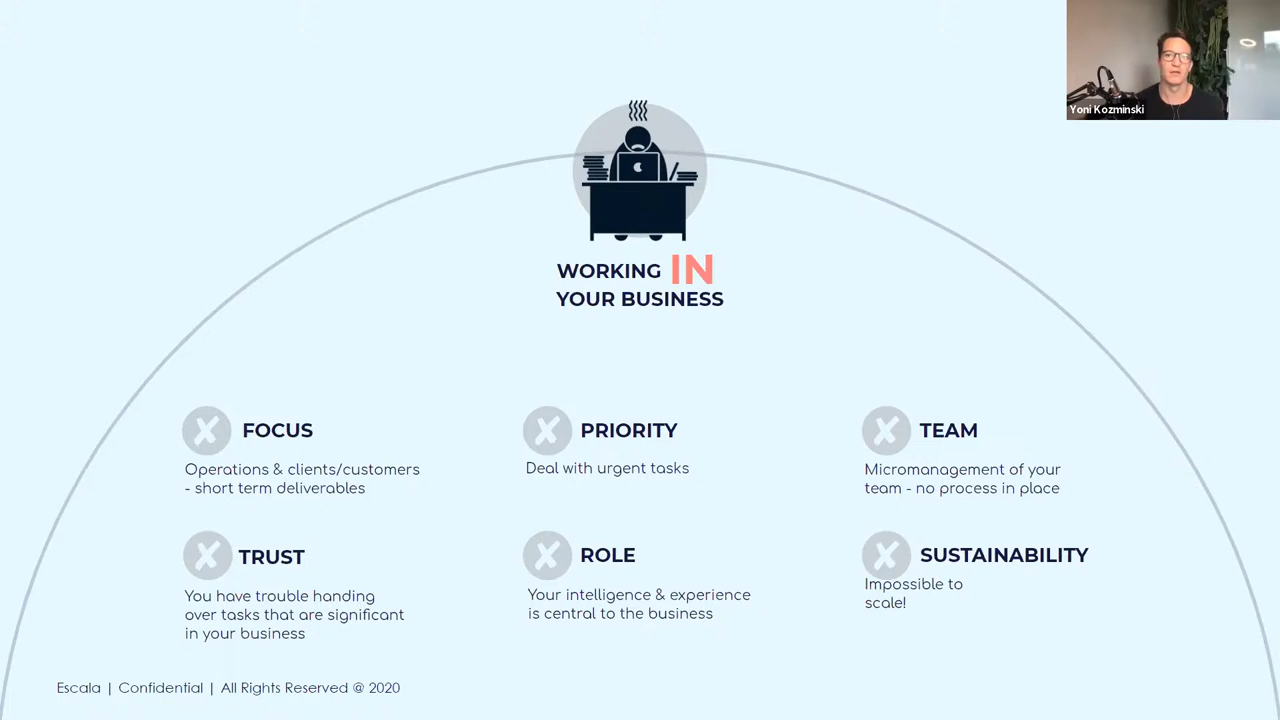 Yoni Kozminski
WORKING IN
YOUR BUSINESS
FOCUS
Operations & clients/customers
- short term deliverables
PRIORITY
Deal with urgent tasks
TEAM
Micromanagement of your
team - no process in place
TRUST
You have trouble handing
over tasks that are significant
in your business
ROLE
Your intelligence & experience
is central to the business
SUSTAINABILITY
Impossible to
scale!
Escala | Confidential | All Rights Reserved @ 2020